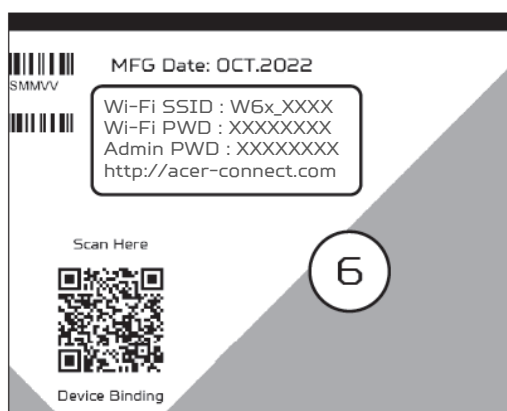 MFG Date: OCT.2022
SMMVV
Wi-Fi SSID : W6x_XXXX
Wi-Fi PWD : XXXXXXXX
Admin PWD : XXXXXXXX
http://acer-connect.com
Scan Here
6
Device Binding